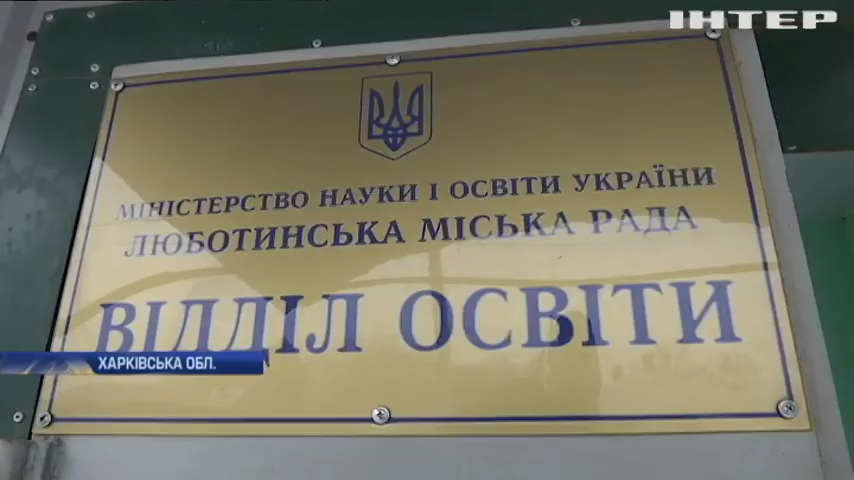 ІНТЕР
МІНІСТЕРСТВО НАУКИ І ОСВІТИ УКРАЇНИ
ЛЮБОТИНСЬКА МІСЬКА РАДА
ВІДДІЛ ОСВІТИ
ХАРКІВСЬКА ОБЛ.